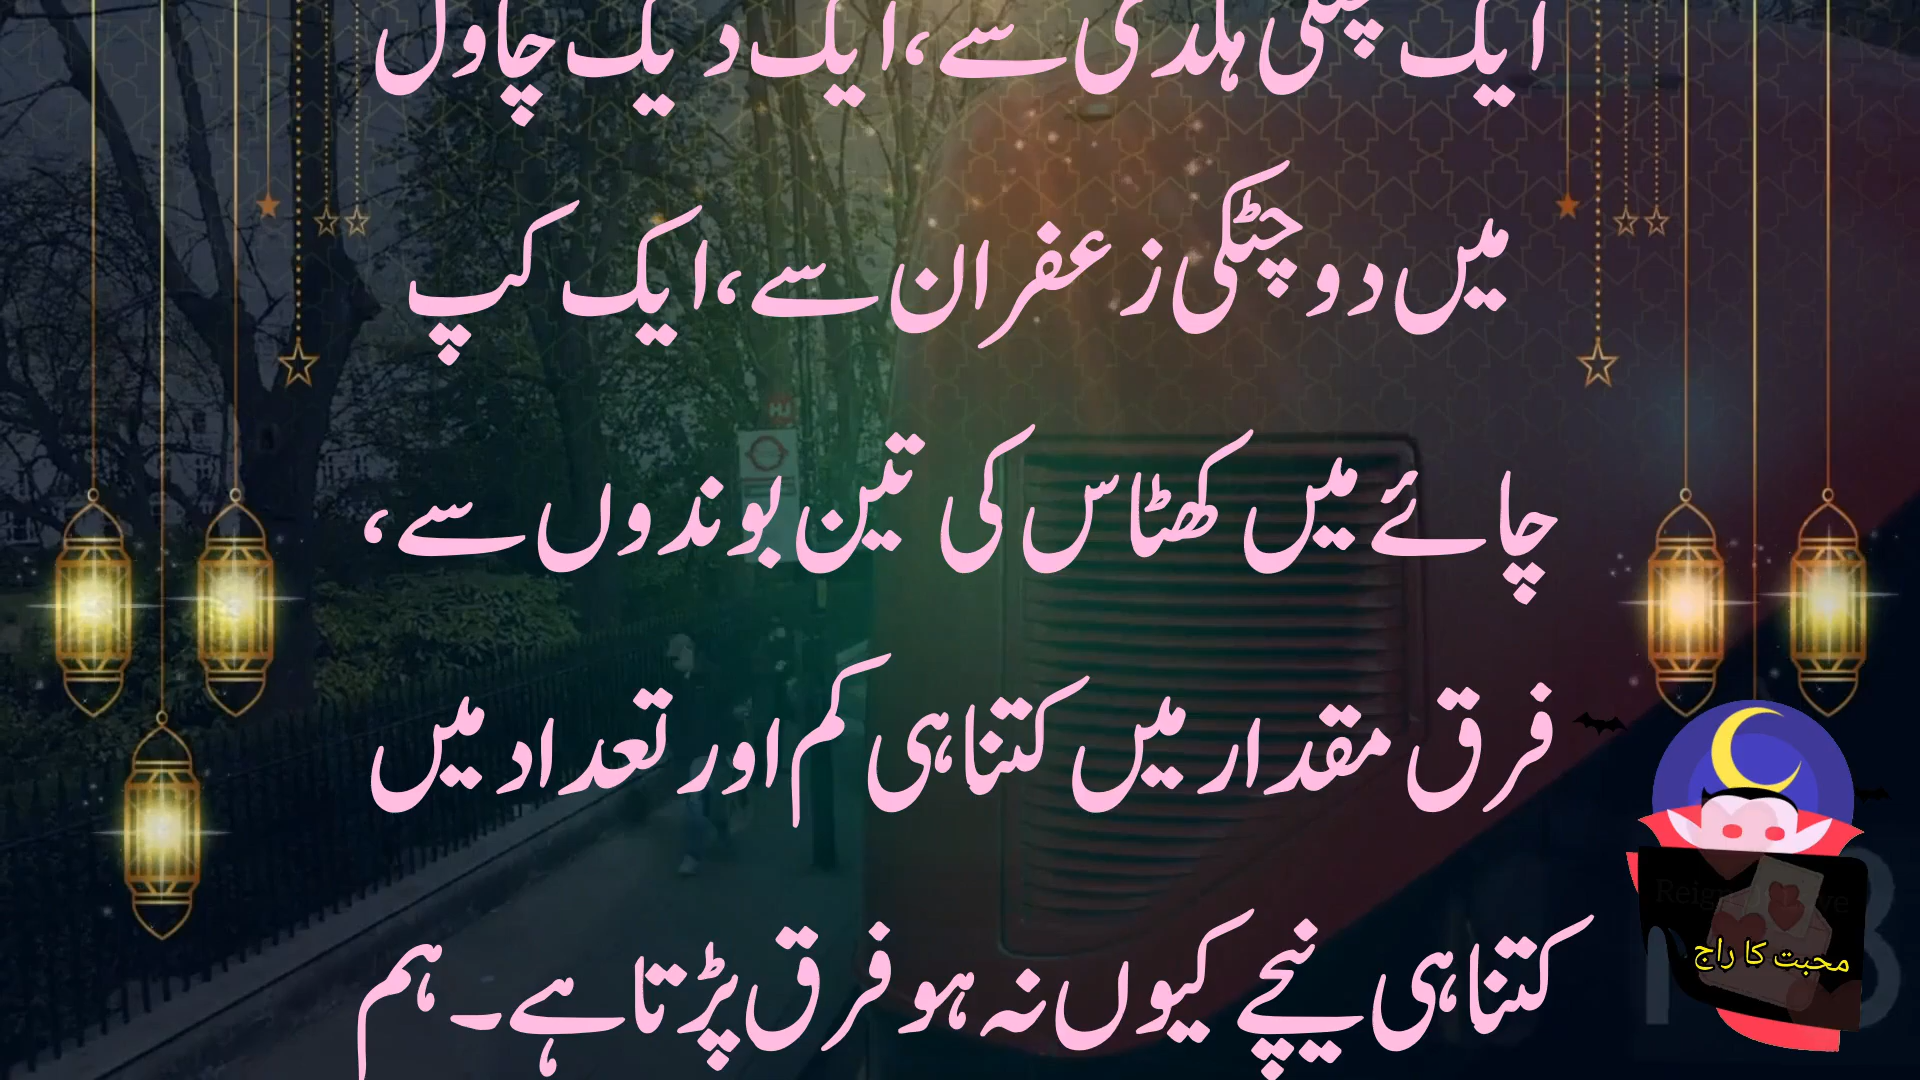 ایک چٹکی ہلدی سے، ایک دیگ چاول
میں دو چٹکی زعفران سے، ایک کپ
چائے میں کھٹاس کی تین بوندوں سے،
فرق مقدار میں کتنا ہی کم اور تعداد میں
کتنا ہی نیچے کیوں نہ ہو فرق پڑتا ہے۔ ہم
محبت کا راج